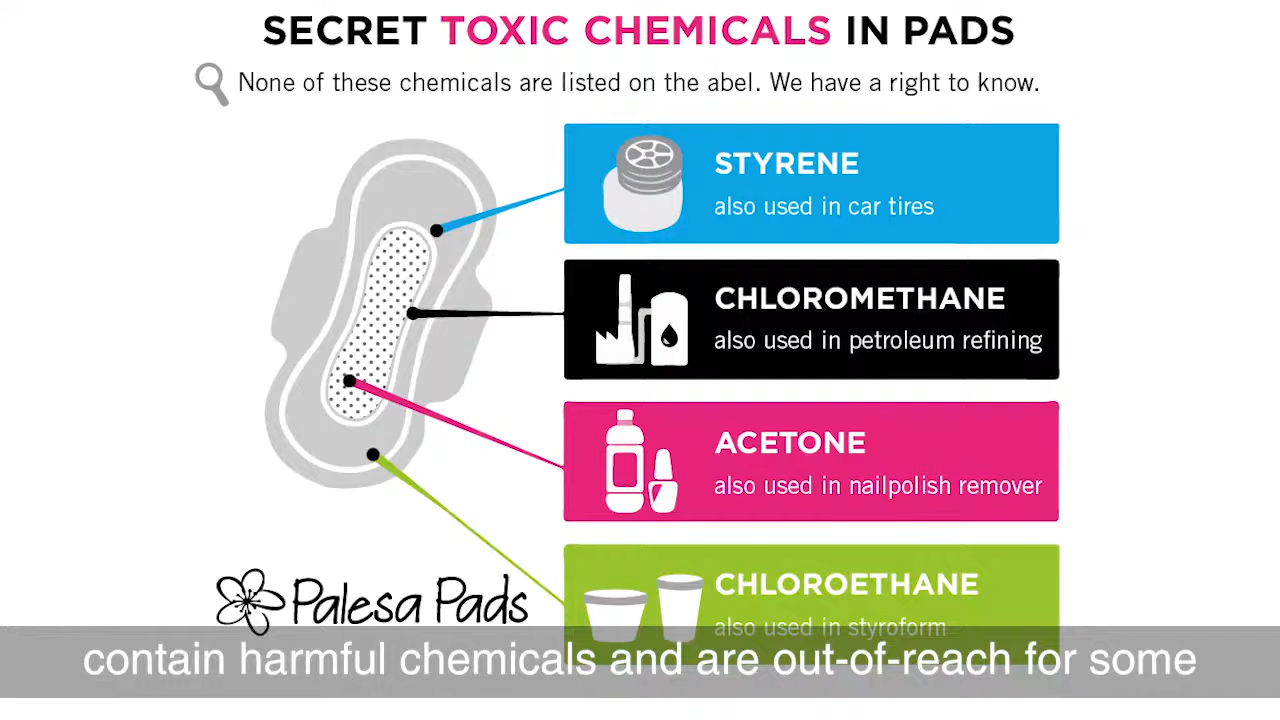 SECRET TOXIC CHEMICALS IN PADS
None of these chemicals are listed on the abel. We have a right to know.
STYRENE
also used in car tires
CHLOROMETHANE
also used in petroleum refining
ACETONE
also used in nailpolish remover
CHLOROETHANE
also used in styroform
Palesa Pads
contain harmful chemicals and are out-of-reach for some